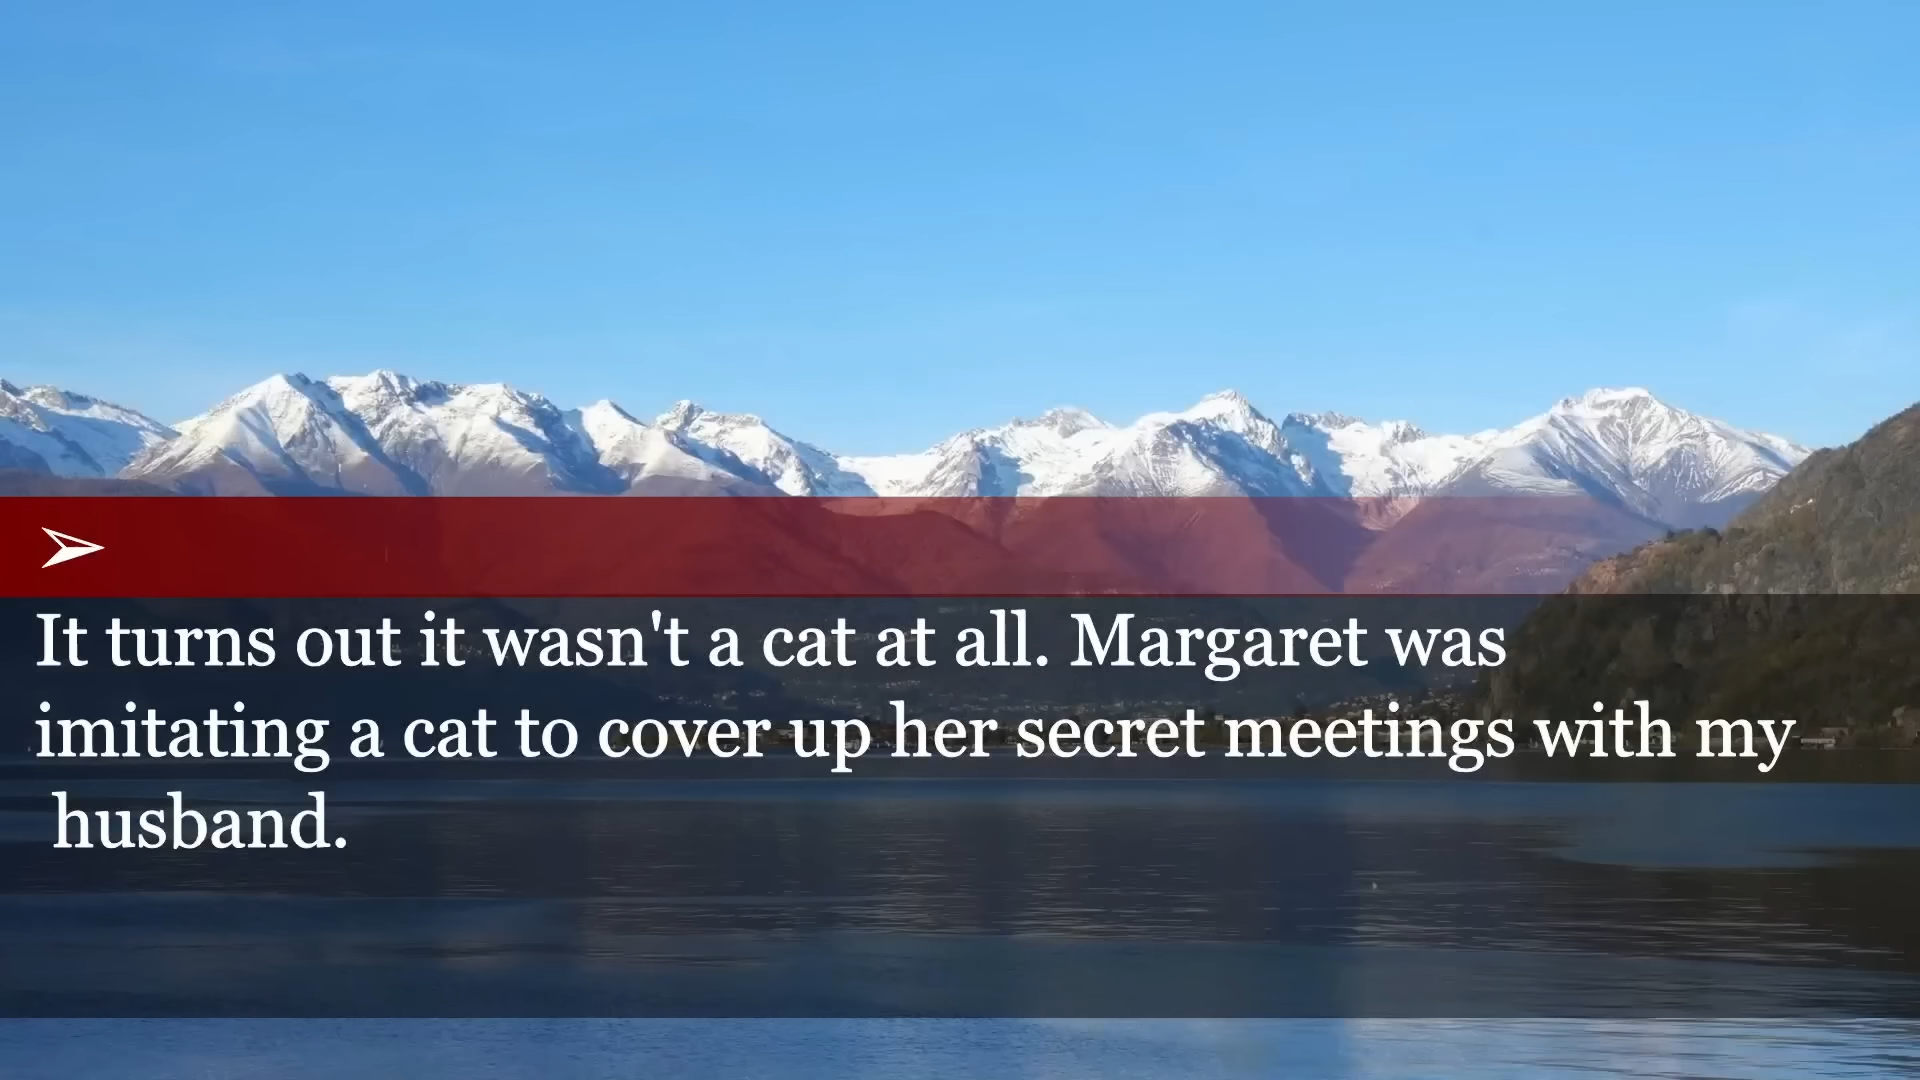 It turns out it wasn't a cat at all. Margaret was
imitating a cat to cover up her secret meetings with my
husband.